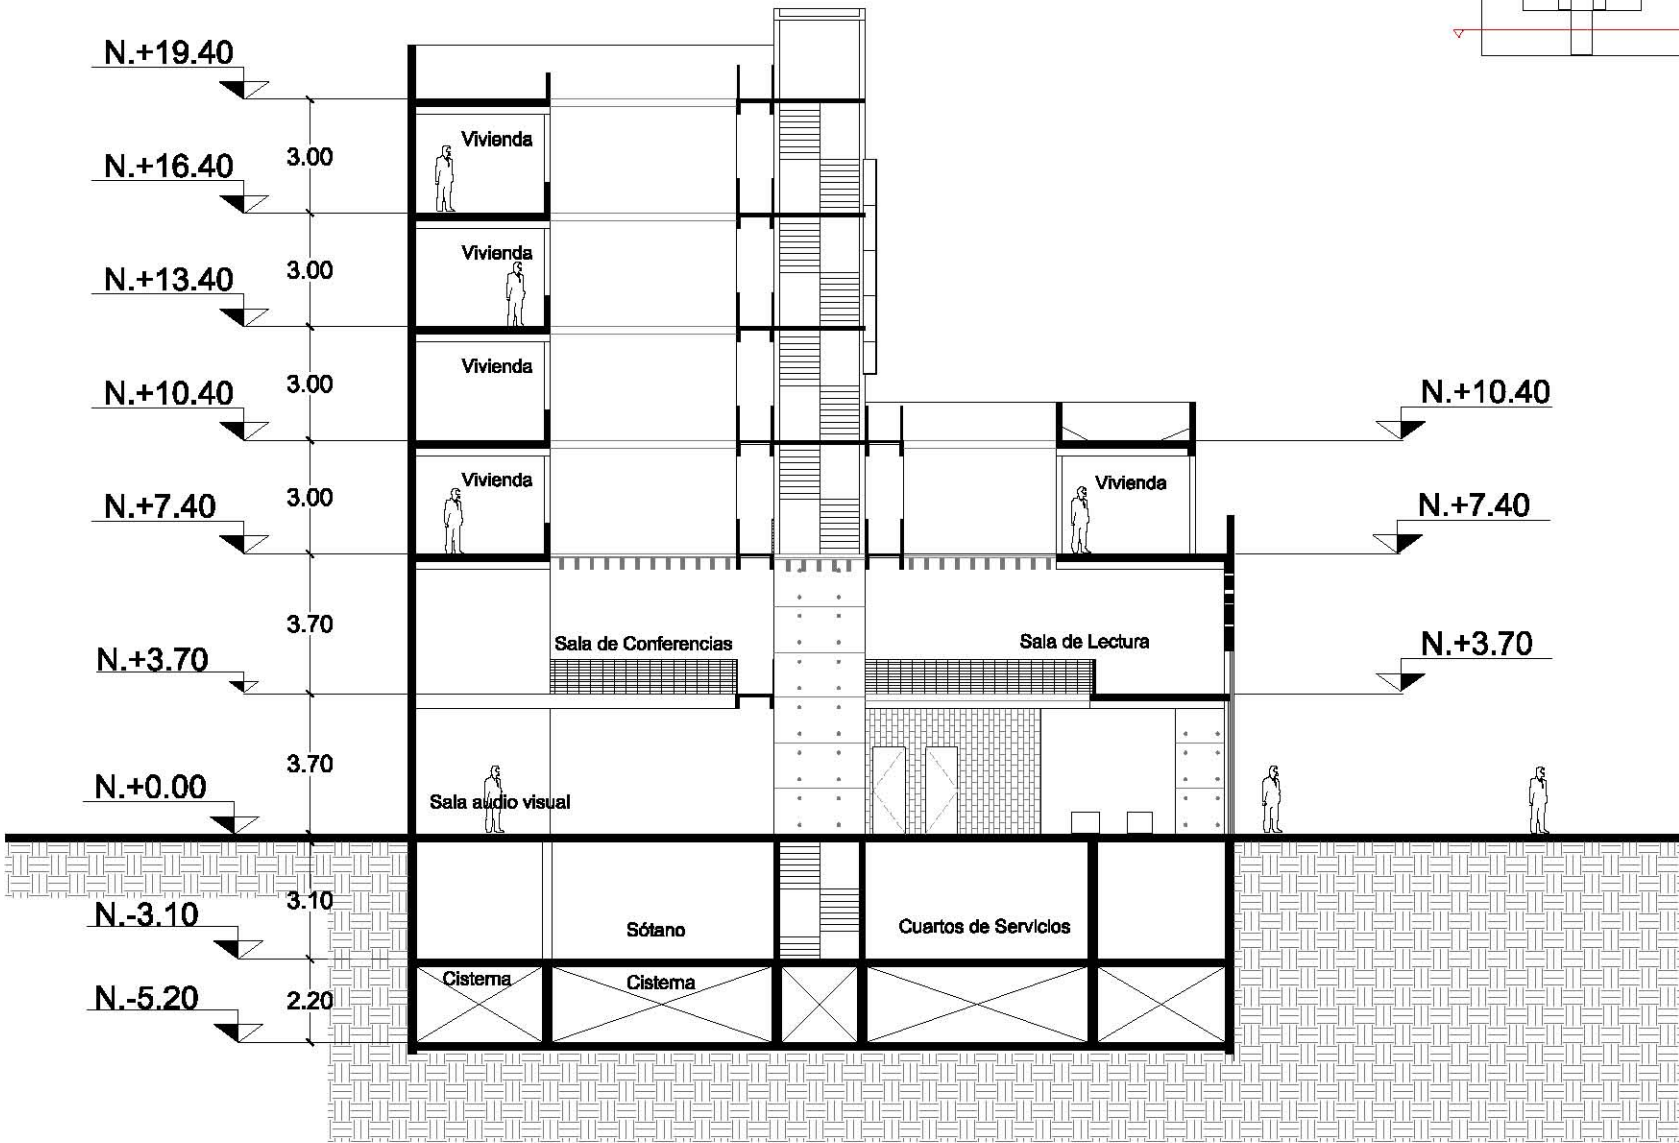 N.+19.40
Vivienda
3.00
N.+16.40
Vivienda
3.00
N.+13.40
Vivienda
3.00
N.+10.40
N.+10.40
Vivienda
Vivienda
3.00
N.+7.40
N.+7.40
3.70
Sala de Conferencias
Sala de Lectura
N.+3.70
N.+3.70
3.70
N.+0.00
Sala audio visual
3.10
N.-3.10
Sótano
Cuartos de Servicios
Cisterna
Cisterna
2.20
N.-5.20